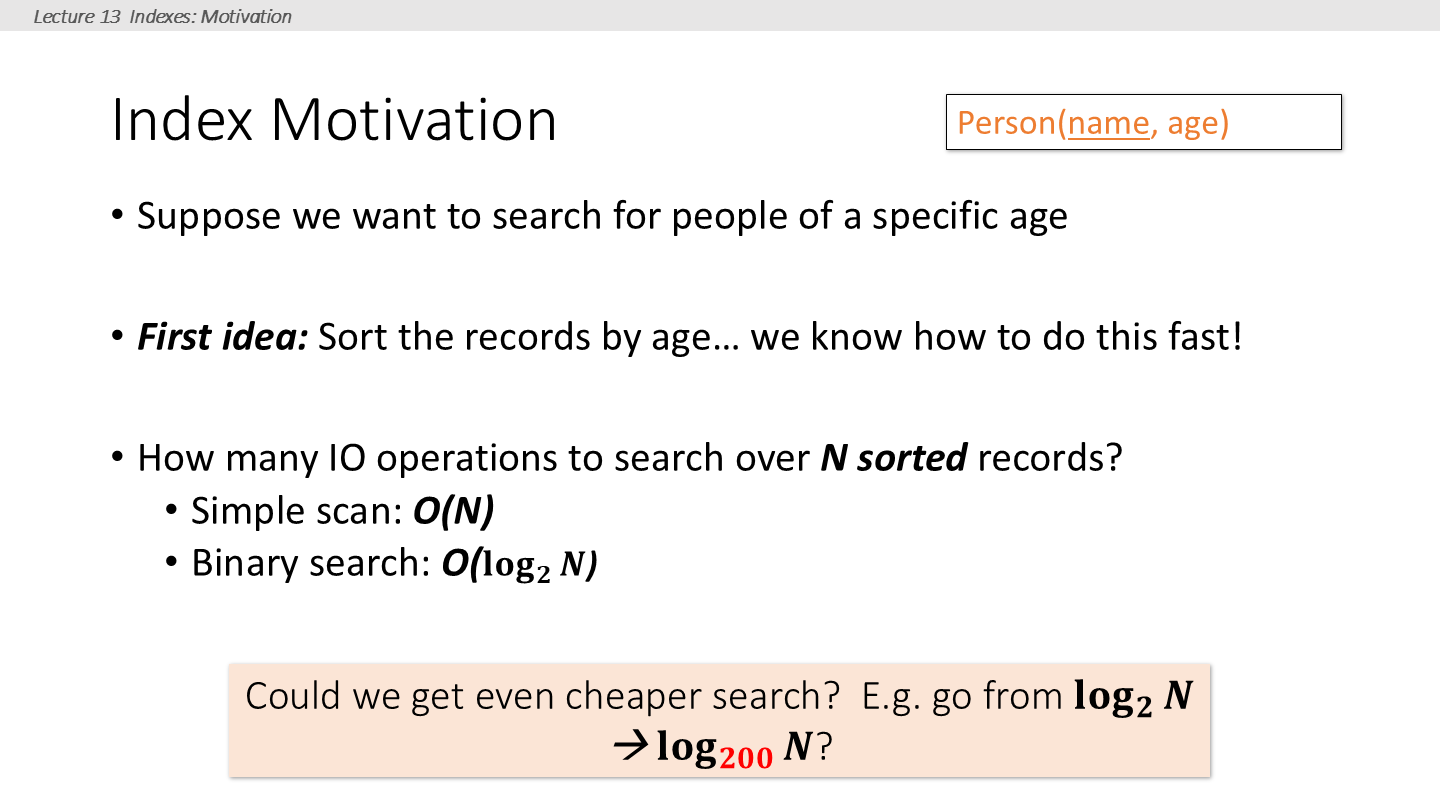 Lecture 13 Indexes: Motivation
Index Motivation
Person(name, age)
• Suppose we want to search for people of a specific age
• First idea: Sort the records by age… we know how to do this fast!
• How many IO operations to search over N sorted records?
• Simple scan: O(N)
• Binary search: O(log₂ N)
Could we get even cheaper search? E.g. go from log₂ N
→ log₂₀₀ N?